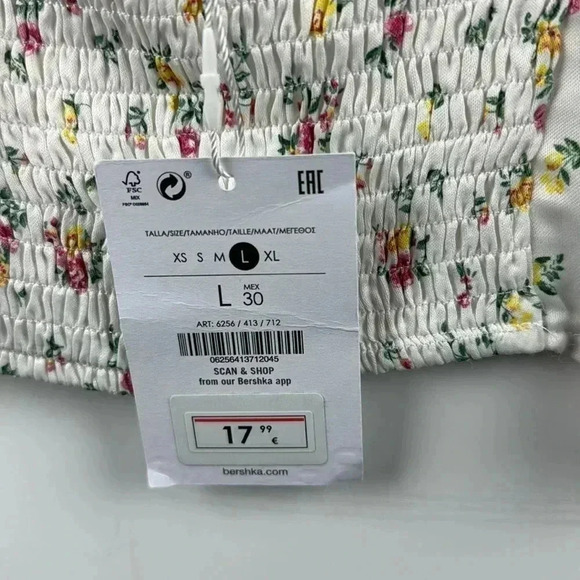 FSC
MIX
®
EAC
TALLA/SIZE/TAMANHO/TAILLE/MAAT/ΜΕΓΕΘΟΣ
XS S M L XL
L MEX 30
ART: 6256 / 413 / 712
06256413712045
SCAN & SHOP
from our Bershka app
17 99 €
bershka.com